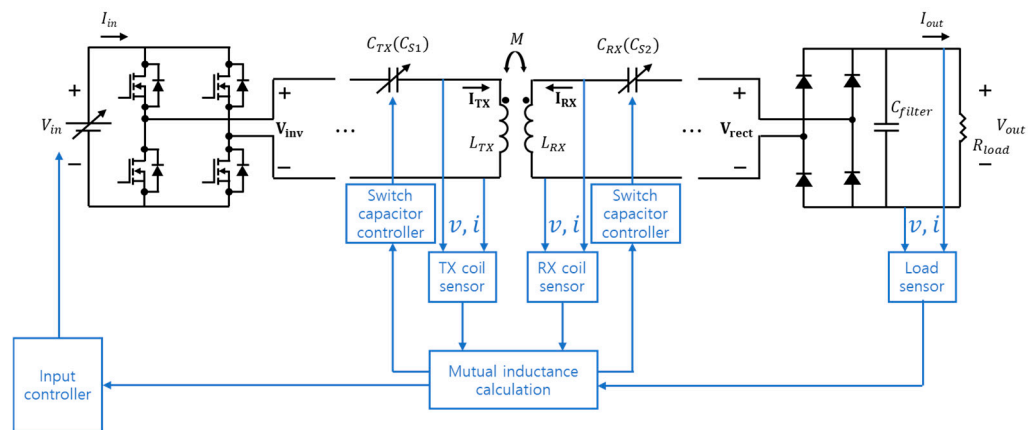 I_in
C_TX(C_S1)
M
C_RX(C_S2)
I_out
+
V_in
−
+
V_inv
−
...
I_TX
L_TX
I_RX
L_RX
...
+
V_rect
−
C_filter
R_load
+
V_out
−
Switch
capacitor
controller
v, i
v, i
Switch
capacitor
controller
v, i
TX coil
sensor
RX coil
sensor
Load
sensor
Input
controller
Mutual inductance
calculation